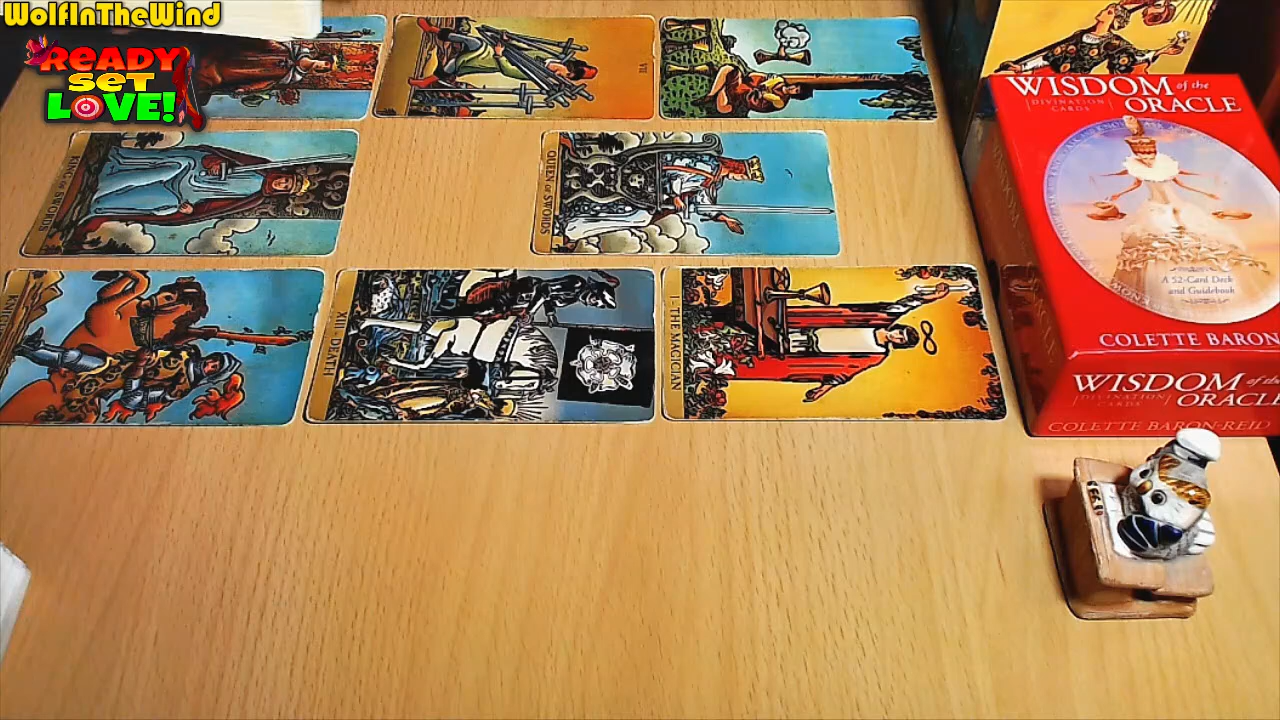 WolfInTheWind
READY
SET
LOVE!
VII
KING OF SWORDS
QUEEN OF SWORDS
XIII DEATH
I · THE MAGICIAN
WISDOM of the
DIVINATION
CARDS
ORACLE
A 52-Card Deck
and Guidebook
COLETTE BARON
WISDOM of the
DIVINATION
CARDS
ORACLE
COLETTE BARON-REID